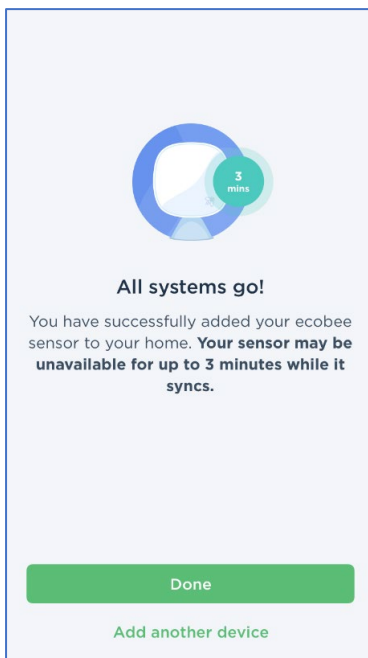 3
mins
All systems go!
You have successfully added your ecobee
sensor to your home. Your sensor may be
unavailable for up to 3 minutes while it
syncs.
Done
Add another device